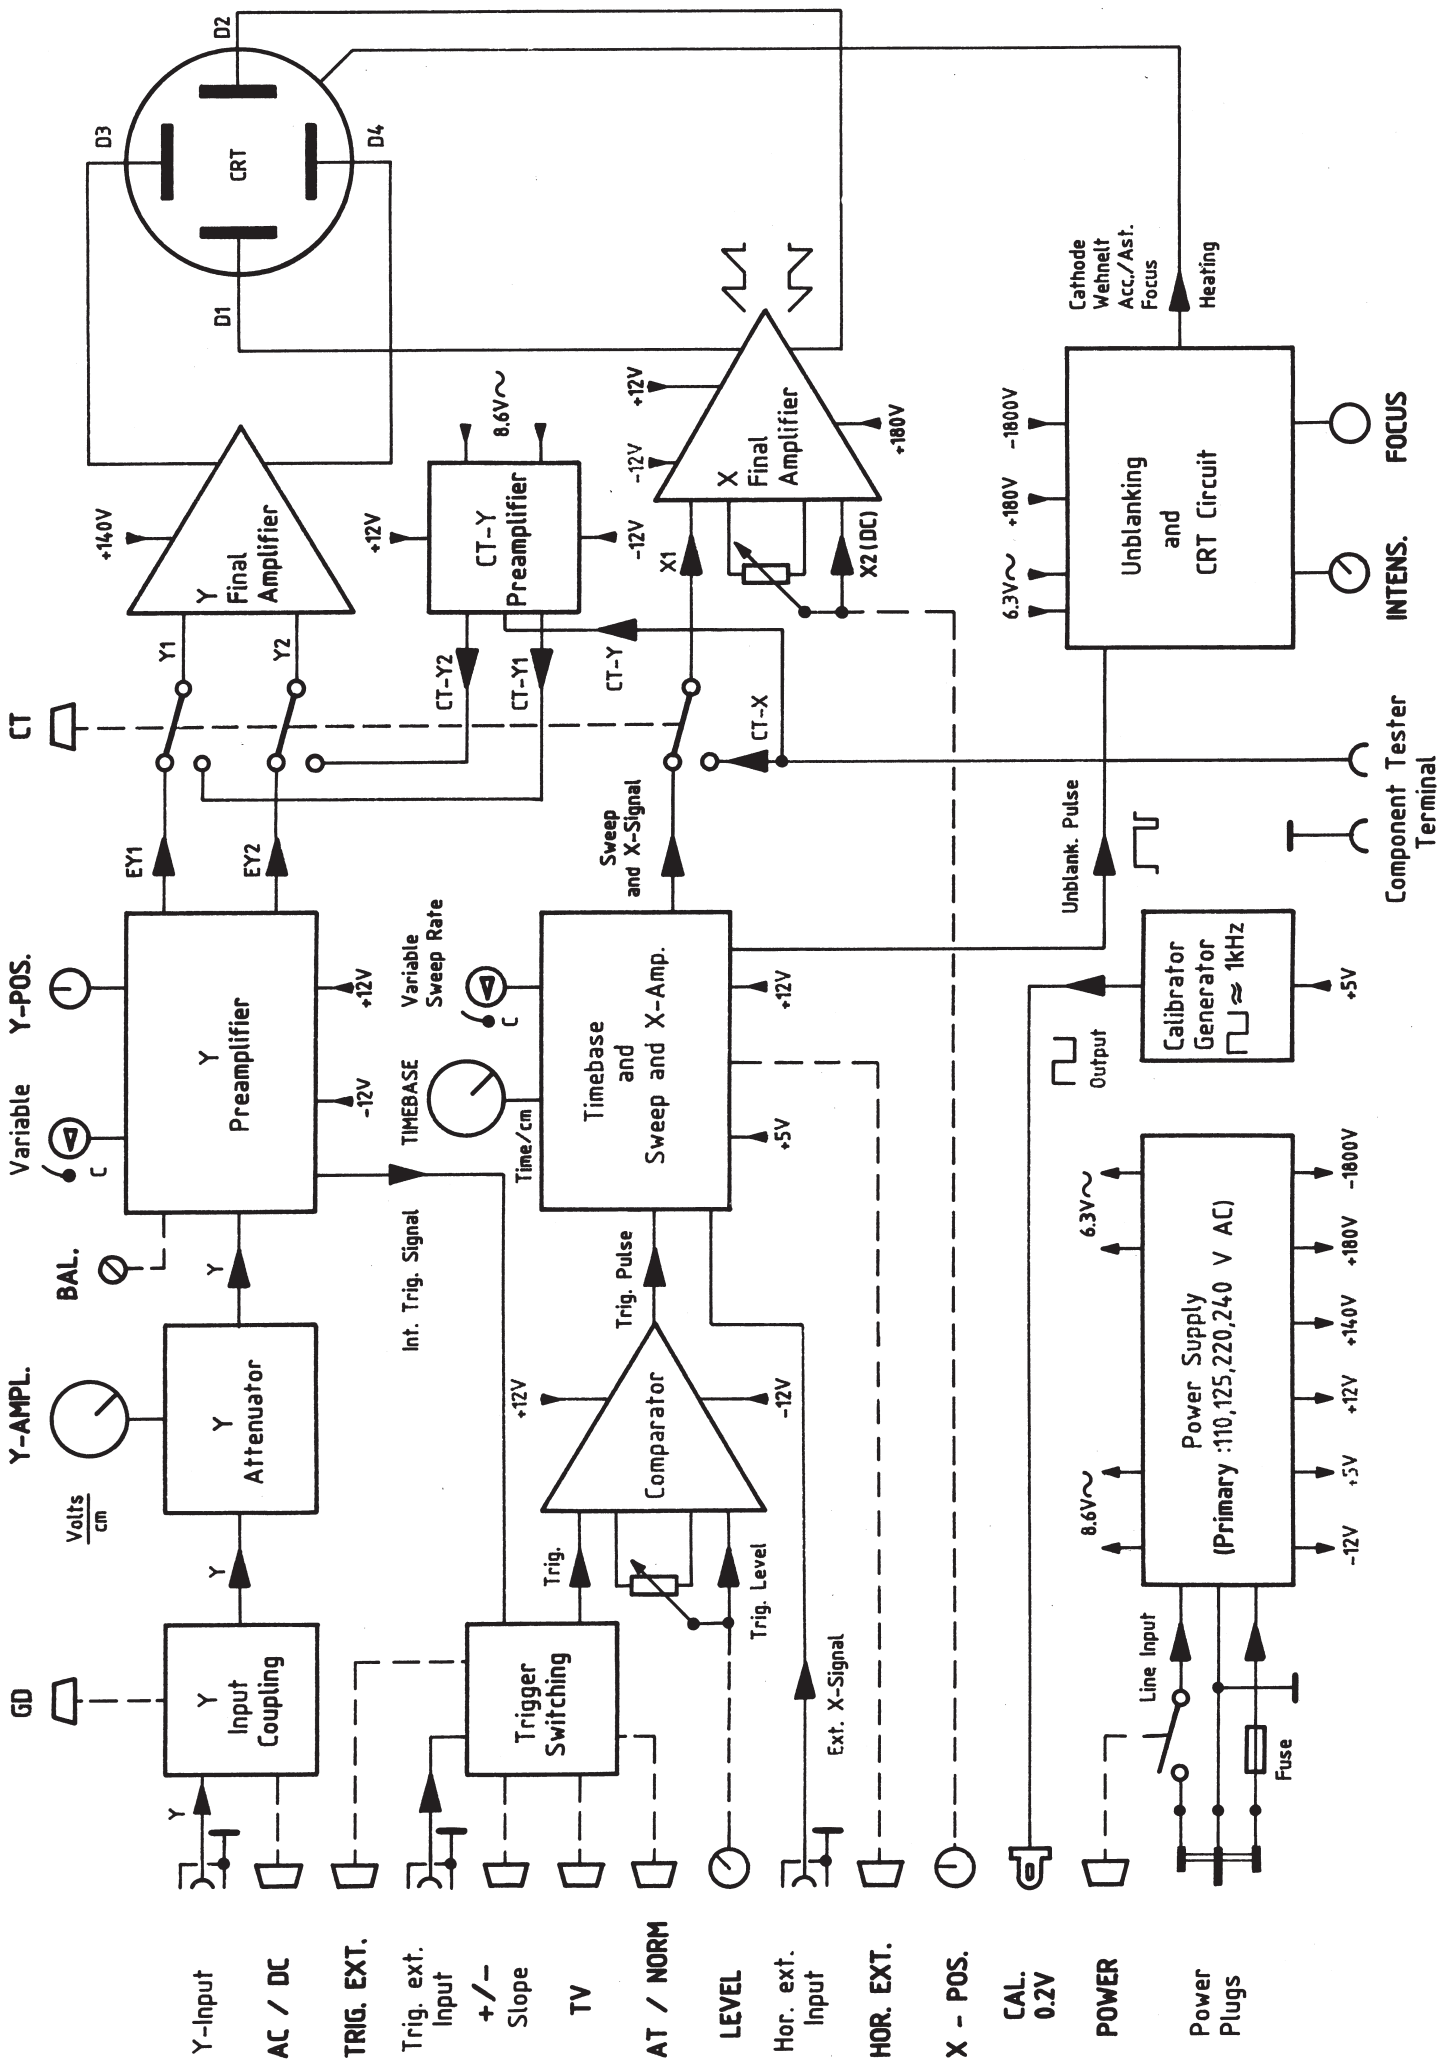 GD
Y-AMPL.
Volts
cm
BAL.
Variable
C
Y-POS.
CT
Y-Input
Y
Y
Input
Coupling
Y
Y
Attenuator
Y
Y
Preamplifier
-12V
+12V
EY1
EY2
Y1
Y2
+140V
Y
Final
Amplifier
D3
D2
D1
D4
CRT
AC / DC
TRIG. EXT.
Trig. ext.
Input
+/-
Slope
TV
AT / NORM
LEVEL
Trigger
Switching
Int. Trig. Signal
Trig.
Trig. Level
+12V
Comparator
-12V
Trig. Pulse
TIMEBASE
Time/cm
Variable
Sweep Rate
C
Timebase
and
Sweep and X-Amp.
+5V
+12V
Sweep
and X-Signal
CT-Y2
CT-Y1
CT-Y
CT-X
+12V
CT-Y
Preamplifier
-12V
8.6V~
X1
X2(DC)
-12V
+12V
X
Final
Amplifier
+180V
Hor. ext.
Input
Ext. X-Signal
HOR. EXT.
X - POS.
CAL.
0.2V
Output
Calibrator
Generator
≈ 1kHz
+5V
Unblank. Pulse
6.3V~
+180V
-1800V
Unblanking
and
CRT Circuit
INTENS.
FOCUS
Cathode
Wehnelt
Acc./Ast.
Focus
Heating
POWER
Power
Plugs
Line Input
Fuse
8.6V~
6.3V~
Power Supply
(Primary :110,125,220,240 V AC)
-12V
+5V
+12V
+140V
+180V
-1800V
Component Tester
Terminal